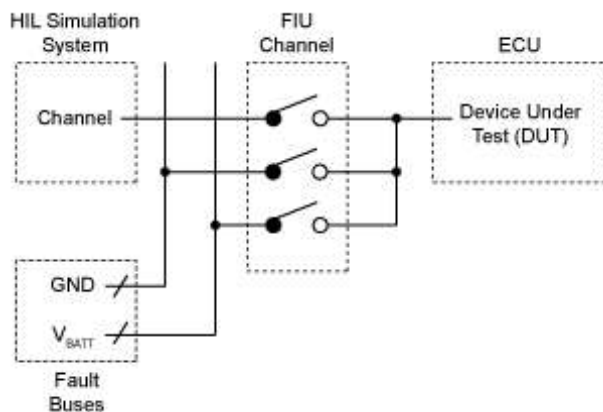 HIL Simulation
System
FIU
Channel
ECU
Channel
Device Under
Test (DUT)
GND
VBATT
Fault
Buses